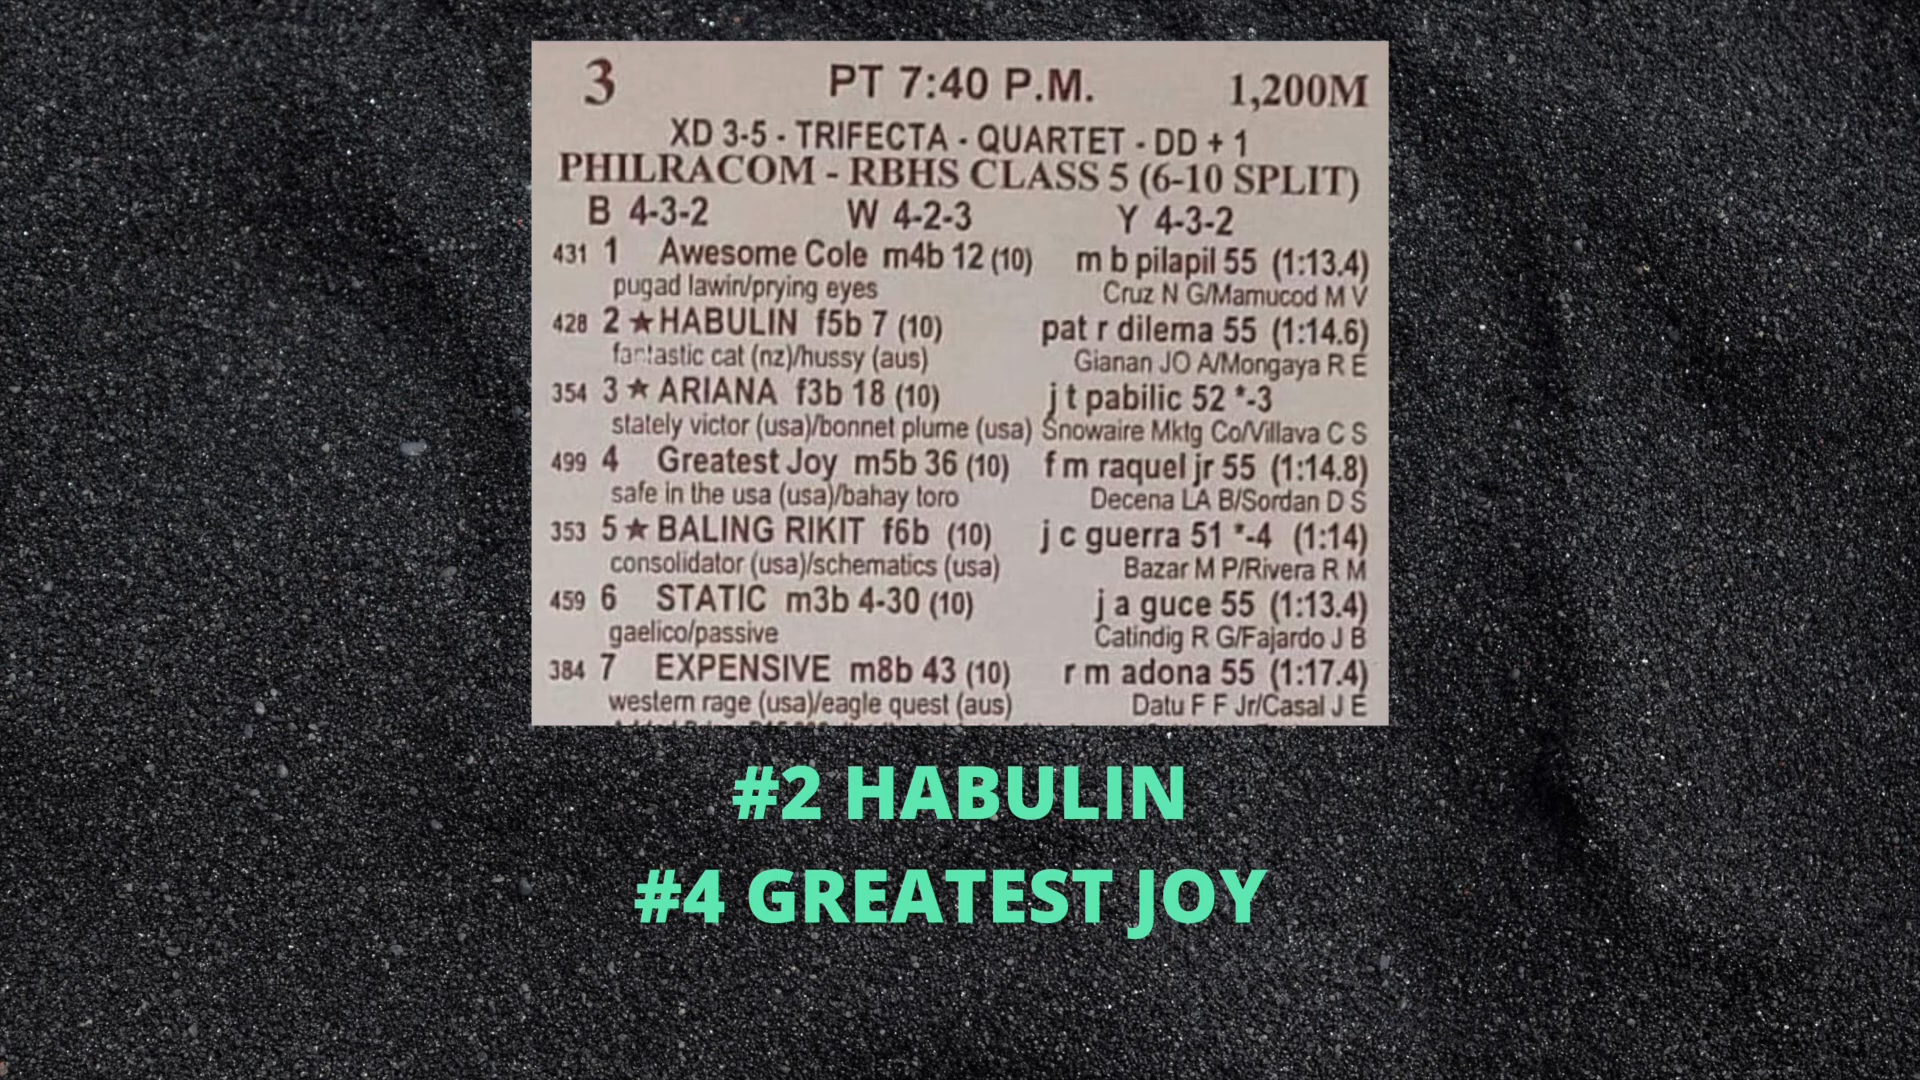 3 PT 7:40 P.M. 1,200M
XD 3-5 - TRIFECTA - QUARTET - DD + 1
PHILRACOM - RBHS CLASS 5 (6-10 SPLIT)
B 4-3-2 W 4-2-3 Y 4-3-2
431 1 Awesome Cole m4b 12 (10) m b pilapil 55 (1:13.4)
pugad lawin/prying eyes Cruz N G/Mamucod M V
428 2 ★ HABULIN f5b 7 (10) pat r dilema 55 (1:14.6)
fantastic cat (nz)/hussy (aus) Gianan JO A/Mongaya R E
354 3 ★ ARIANA f3b 18 (10) j t pabilic 52 *-3
stately victor (usa)/bonnet plume (usa) Snowaire Mktg Co/Villava C S
499 4 Greatest Joy m5b 36 (10) f m raquel jr 55 (1:14.8)
safe in the usa (usa)/bahay toro Decena LA B/Sordan D S
353 5 ★ BALING RIKIT f6b (10) j c guerra 51 *-4 (1:14)
consolidator (usa)/schematics (usa) Bazar M P/Rivera R M
459 6 STATIC m3b 4-30 (10) j a guce 55 (1:13.4)
gaelico/passive Catindig R G/Fajardo J B
384 7 EXPENSIVE m8b 43 (10) r m adona 55 (1:17.4)
western rage (usa)/eagle quest (aus) Datu F F Jr/Casal J E
#2 HABULIN
#4 GREATEST JOY